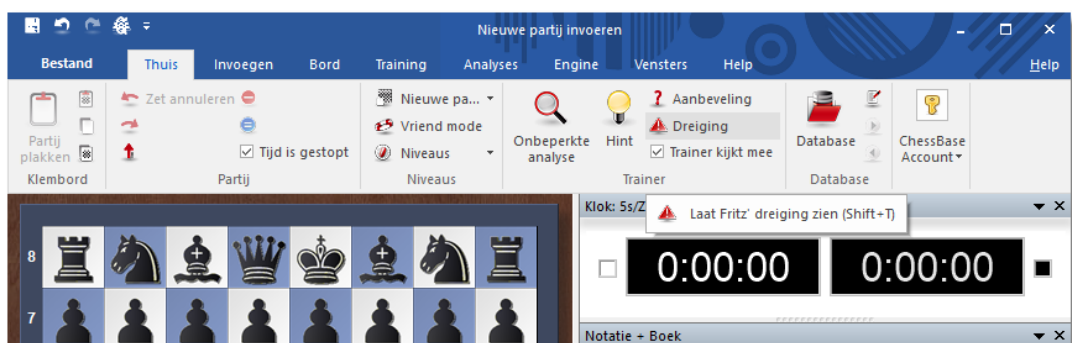 Nieuwe partij invoeren
Bestand Thuis Invoegen Bord Training Analyses Engine Vensters Help Help
Partij plakken
Klembord
Zet annuleren
Tijd is gestopt
Partij
Nieuwe pa...
Vriend mode
Niveaus
Niveaus
Onbeperkte analyse
Hint
Aanbeveling
Dreiging
Trainer kijkt mee
Trainer
Database
Database
ChessBase Account
Klok: 5s/Z
Laat Fritz' dreiging zien (Shift+T)
0:00:00 0:00:00
8
7
Notatie + Boek